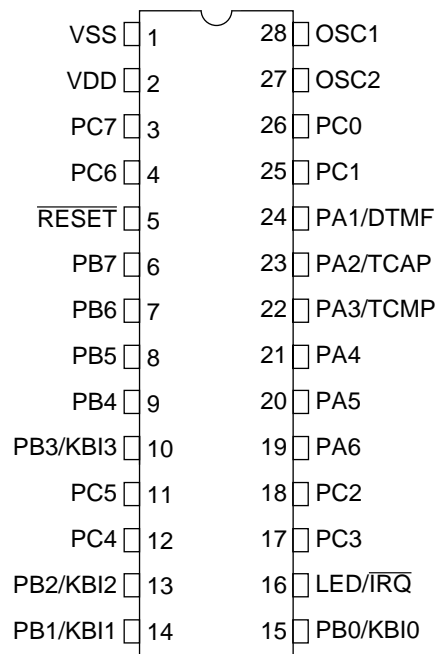 VSS 1 28 OSC1
VDD 2 27 OSC2
PC7 3 26 PC0
PC6 4 25 PC1
RESET 5 24 PA1/DTMF
PB7 6 23 PA2/TCAP
PB6 7 22 PA3/TCMP
PB5 8 21 PA4
PB4 9 20 PA5
PB3/KBI3 10 19 PA6
PC5 11 18 PC2
PC4 12 17 PC3
PB2/KBI2 13 16 LED/IRQ
PB1/KBI1 14 15 PB0/KBI0